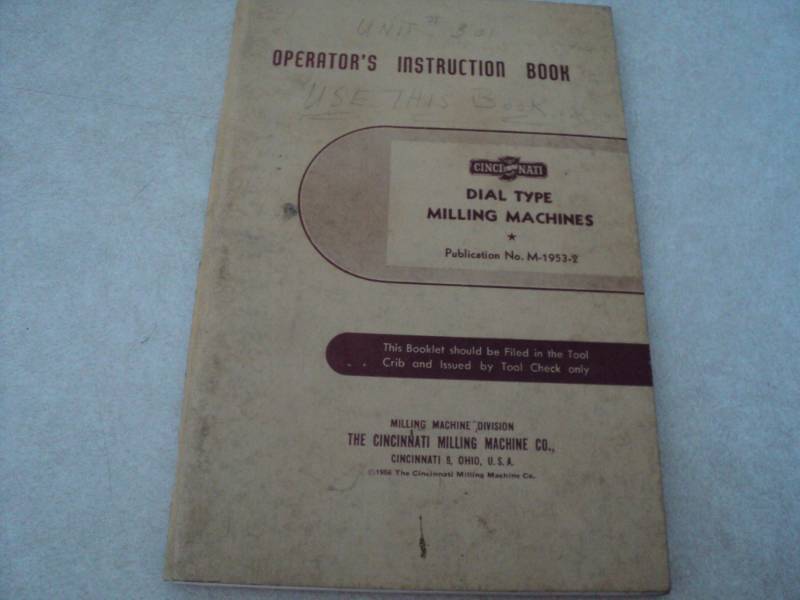 UNIT # 301
OPERATOR'S INSTRUCTION BOOK
USE THIS BOOK
CINCINNATI
DIAL TYPE
MILLING MACHINES
★
Publication No. M-1953-2
This Booklet should be Filed in the Tool
Crib and Issued by Tool Check only
MILLING MACHINE DIVISION
THE CINCINNATI MILLING MACHINE CO.,
CINCINNATI 9, OHIO, U.S.A.
©1956 The Cincinnati Milling Machine Co.